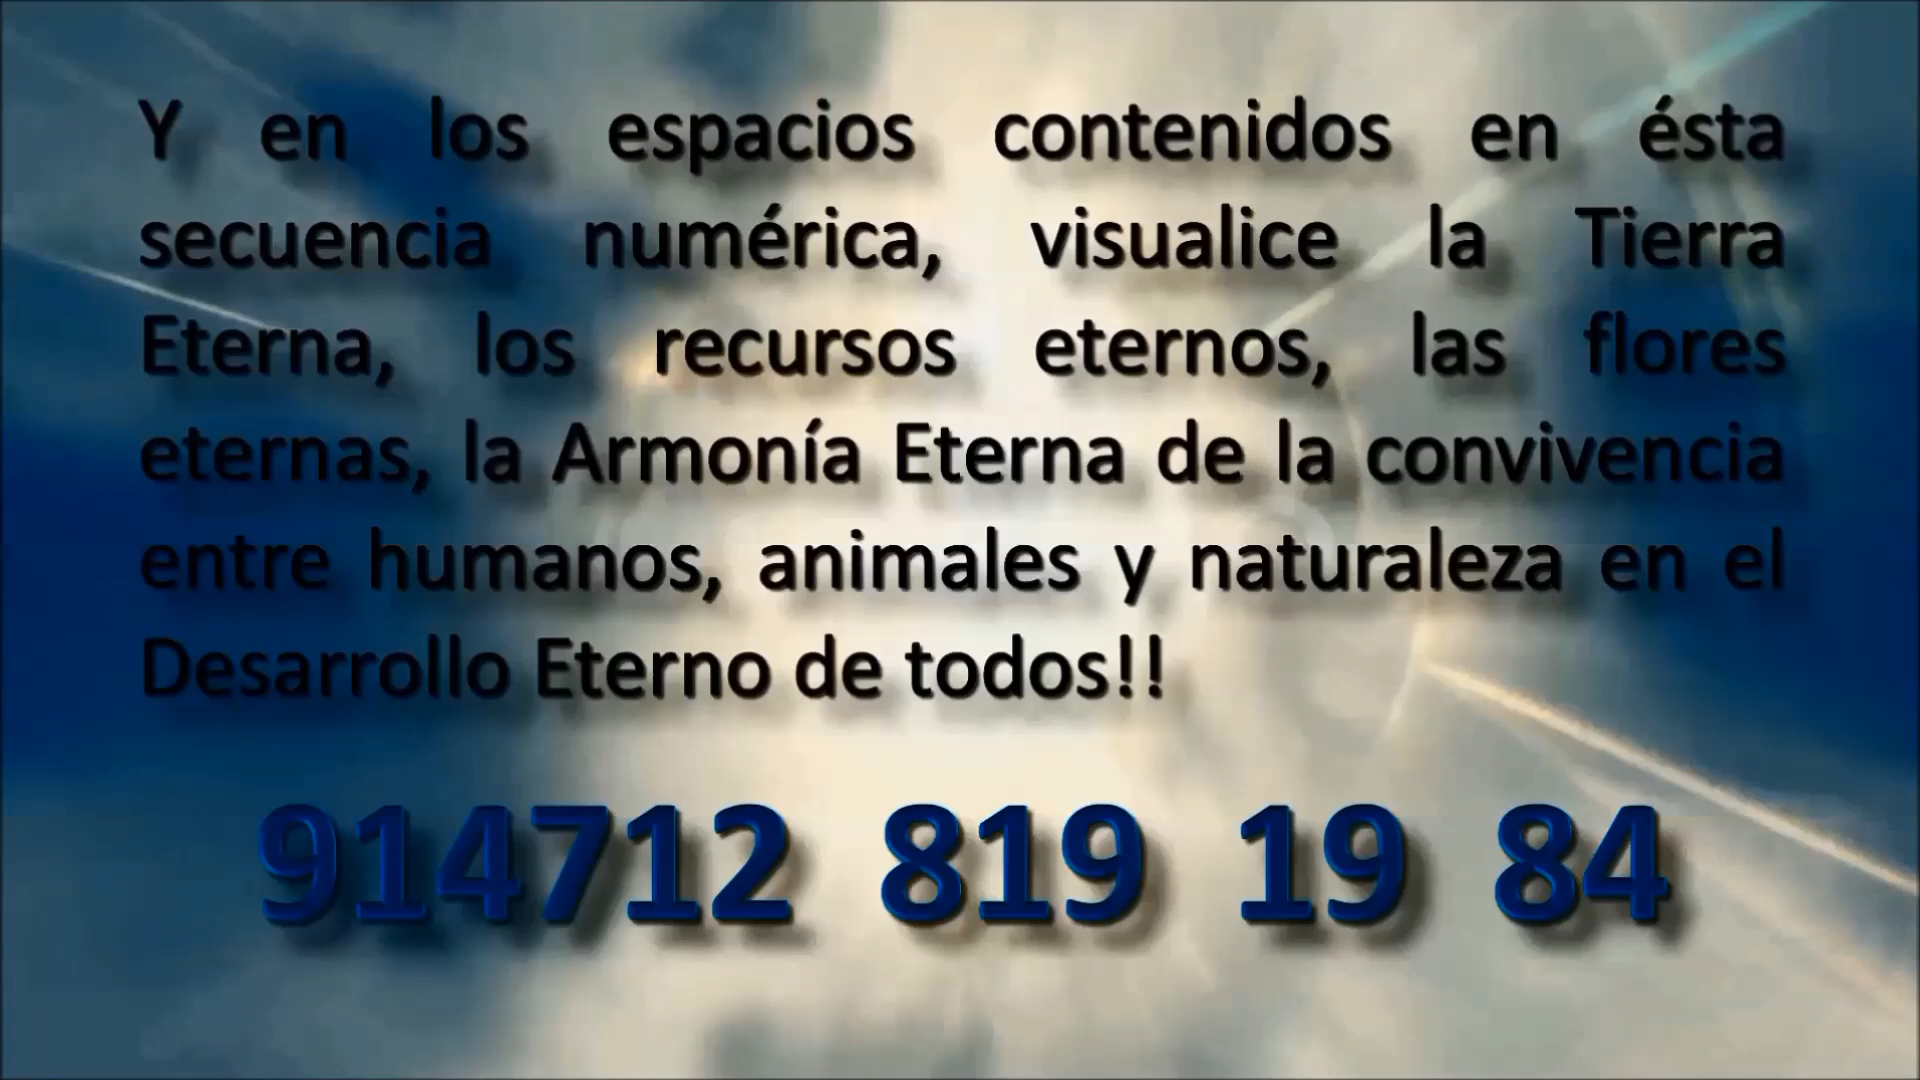 Y en los espacios contenidos en ésta
secuencia numérica, visualice la Tierra
Eterna, los recursos eternos, las flores
eternas, la Armonía Eterna de la convivencia
entre humanos, animales y naturaleza en el
Desarrollo Eterno de todos!!
914712 819 19 84